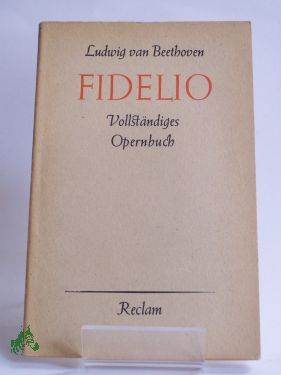 Ludwig van Beethoven
FIDELIO
Vollständiges
Opernbuch
Reclam